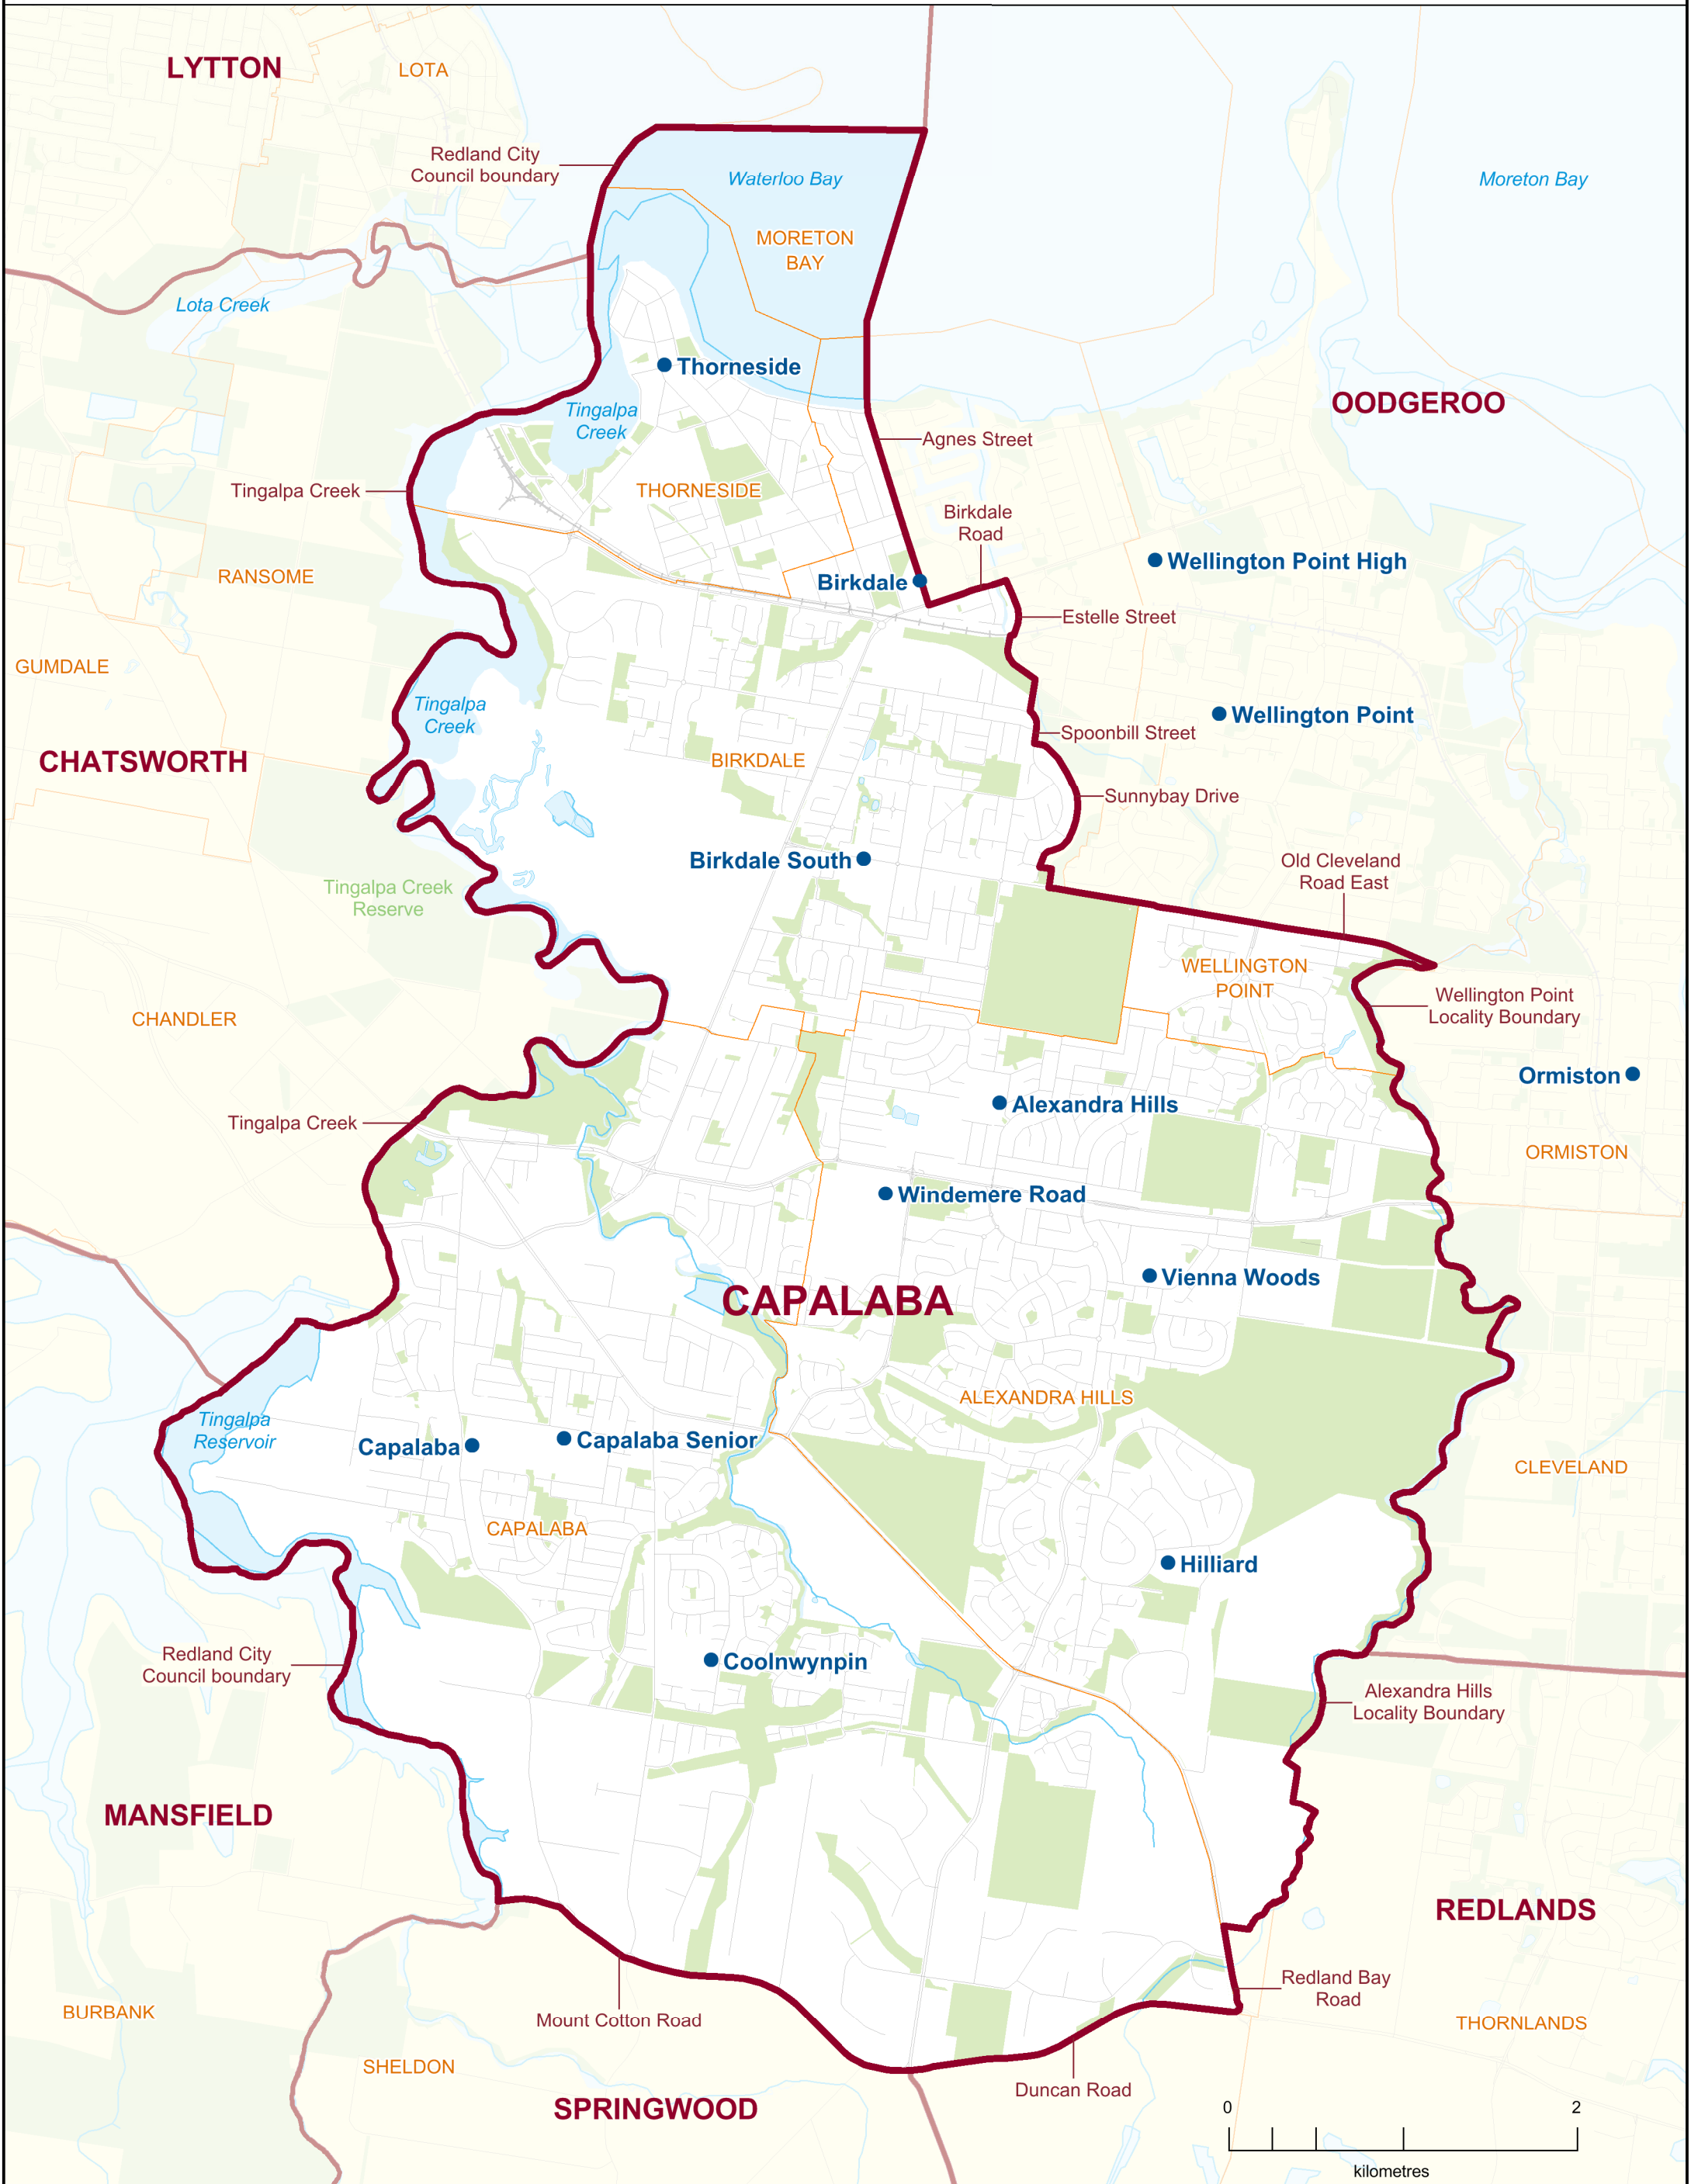 LYTTON
LOTA
Redland City
Council boundary
Waterloo Bay
Moreton Bay
MORETON
BAY
Lota Creek
Thorneside
OODGEROO
Tingalpa
Creek
Agnes Street
Tingalpa Creek
THORNESIDE
Birkdale
Road
Wellington Point High
RANSOME
Birkdale
Estelle Street
GUMDALE
Tingalpa
Creek
Wellington Point
Spoonbill Street
CHATSWORTH
BIRKDALE
Sunnybay Drive
Birkdale South
Old Cleveland
Road East
Tingalpa Creek
Reserve
WELLINGTON
POINT
Wellington Point
Locality Boundary
CHANDLER
Ormiston
Alexandra Hills
Tingalpa Creek
ORMISTON
Windemere Road
Vienna Woods
CAPALABA
ALEXANDRA HILLS
Tingalpa
Reservoir
Capalaba
Capalaba Senior
CLEVELAND
CAPALABA
Hilliard
Redland City
Council boundary
Coolnwynpin
Alexandra Hills
Locality Boundary
MANSFIELD
REDLANDS
Redland Bay
Road
BURBANK
Mount Cotton Road
THORNLANDS
SHELDON
Duncan Road
SPRINGWOOD
0 2
kilometres